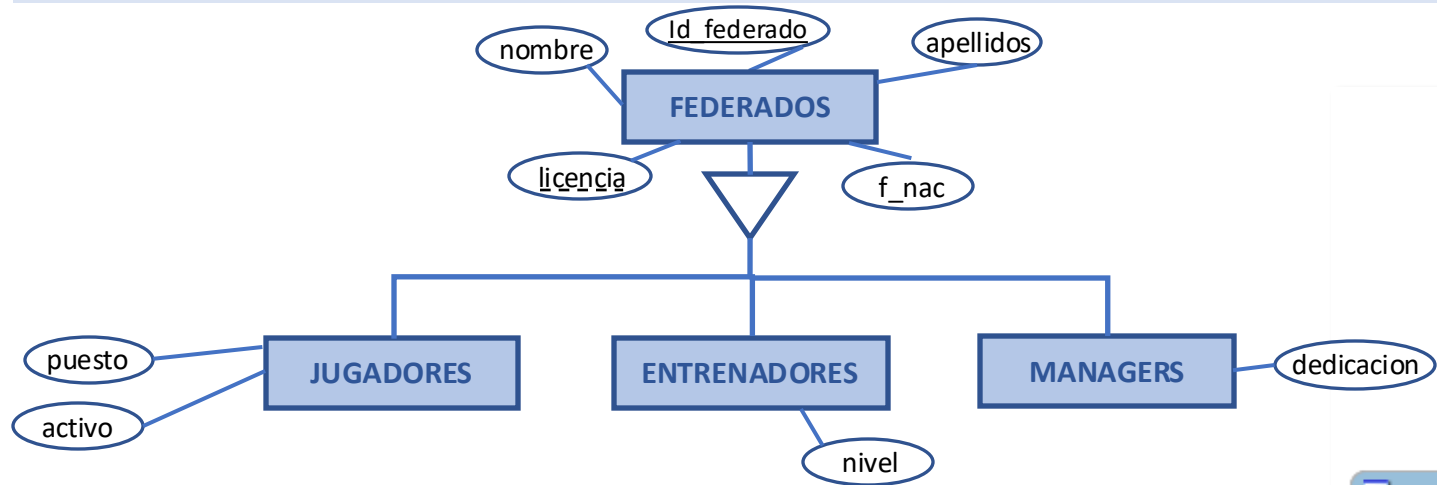 Id_federado
nombre
apellidos
FEDERADOS
licencia
f_nac
puesto
JUGADORES
ENTRENADORES
MANAGERS
dedicacion
activo
nivel